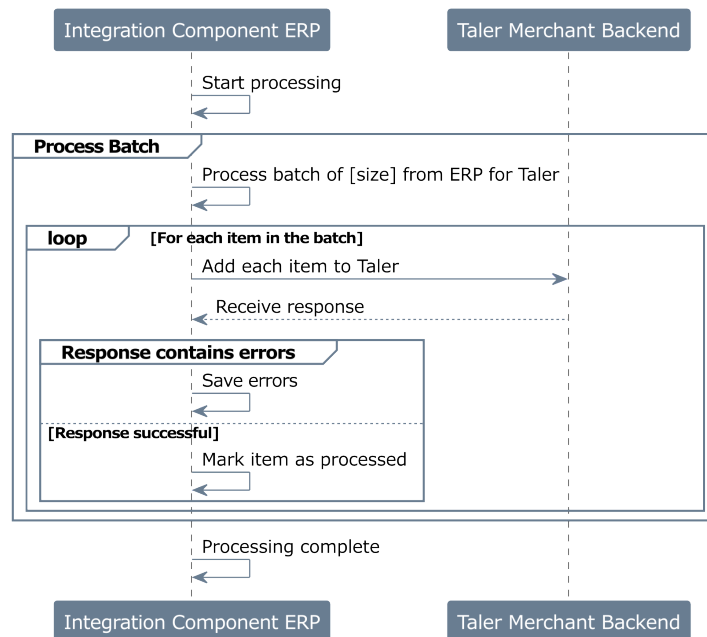 Integration Component ERP
Taler Merchant Backend
Start processing
Process Batch
Process batch of [size] from ERP for Taler
loop
[For each item in the batch]
Add each item to Taler
Receive response
Response contains errors
Save errors
[Response successful]
Mark item as processed
Processing complete
Integration Component ERP
Taler Merchant Backend